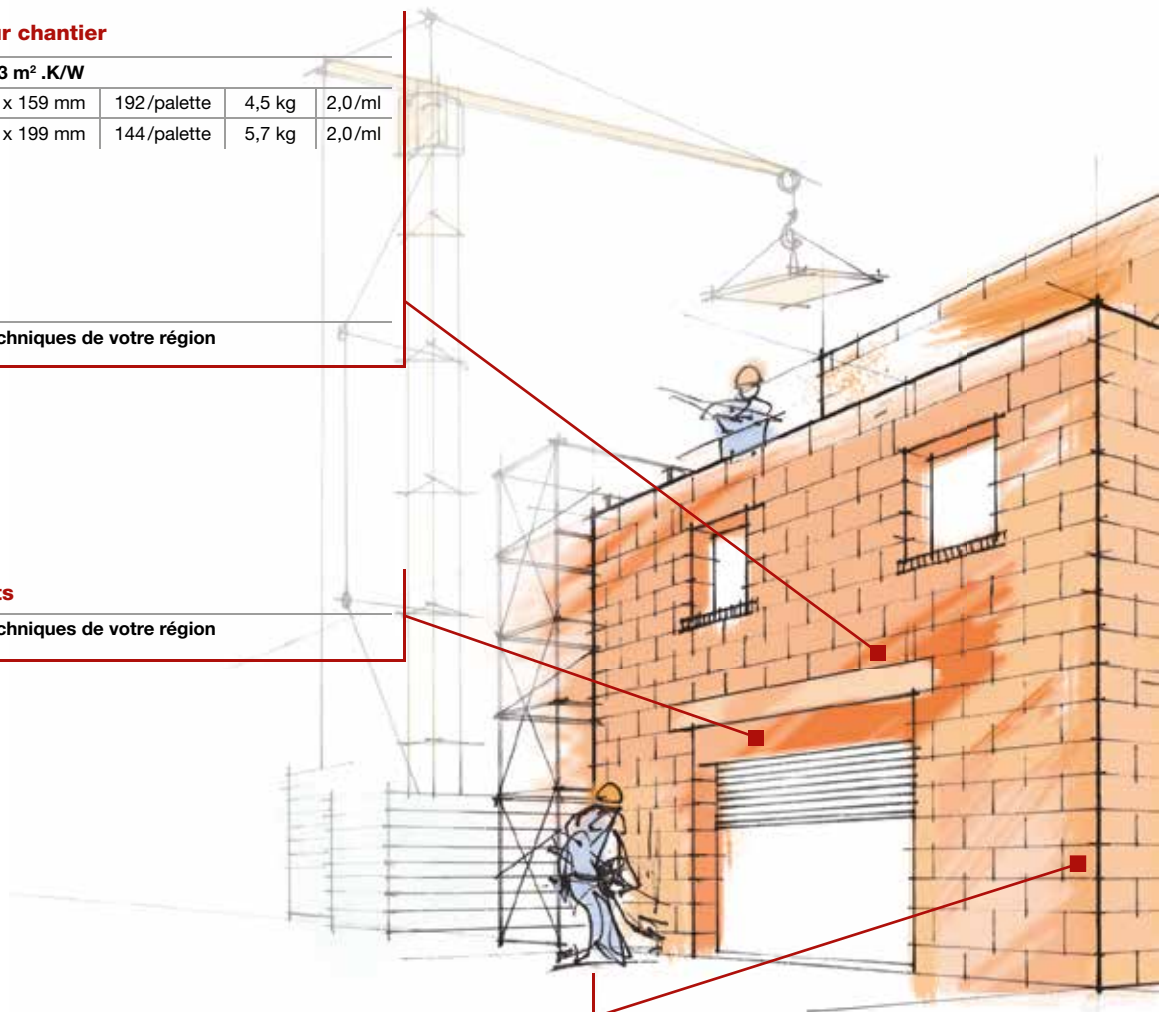 r chantier
3 m² .K/W
x 159 mm 192/palette 4,5 kg 2,0/ml
x 199 mm 144/palette 5,7 kg 2,0/ml
chniques de votre région
ts
chniques de votre région